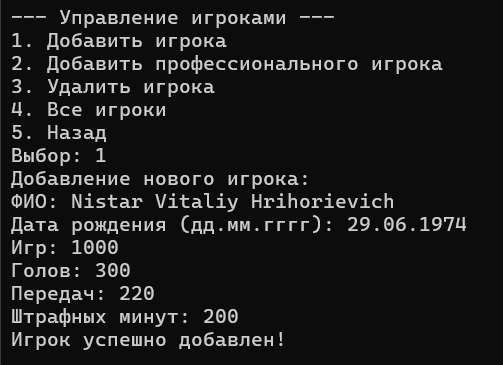 --- Управление игроками ---
1. Добавить игрока
2. Добавить профессионального игрока
3. Удалить игрока
4. Все игроки
5. Назад
Выбор: 1
Добавление нового игрока:
ФИО: Nistar Vitaliy Hrihorievich
Дата рождения (дд.мм.гггг): 29.06.1974
Игр: 1000
Голов: 300
Передач: 220
Штрафных минут: 200
Игрок успешно добавлен!